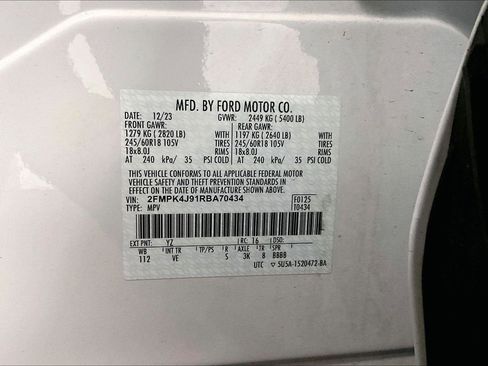 MFD. BY FORD MOTOR CO.
DATE: 12/23 GVWR: 2449 KG ( 5400 LB)
FRONT GAWR: REAR GAWR:
1279 KG ( 2820 LB) WITH 1197 KG ( 2640 LB) WITH
245/60R18 105V TIRES 245/60R18 105V TIRES
18x8.0J RIMS 18x8.0J RIMS
AT 240 kPa/ 35 PSI COLD AT 240 kPa/ 35 PSI COLD
THIS VEHICLE CONFORMS TO ALL APPLICABLE FEDERAL MOTOR
VEHICLE SAFETY AND THEFT PREVENTION STANDARDS IN
EFFECT ON THE DATE OF MANUFACTURE SHOWN ABOVE.
VIN: 2FMPK4J91RBA70434 F0125
TYPE: MPV T0434
EXT PNT: YZ RC: 16 DSO:
WB INT TR TP/PS R AXLE TR SPR
112 VE S 3K 8 BBBB
UTC ▽ 5U5A-1520472-BA